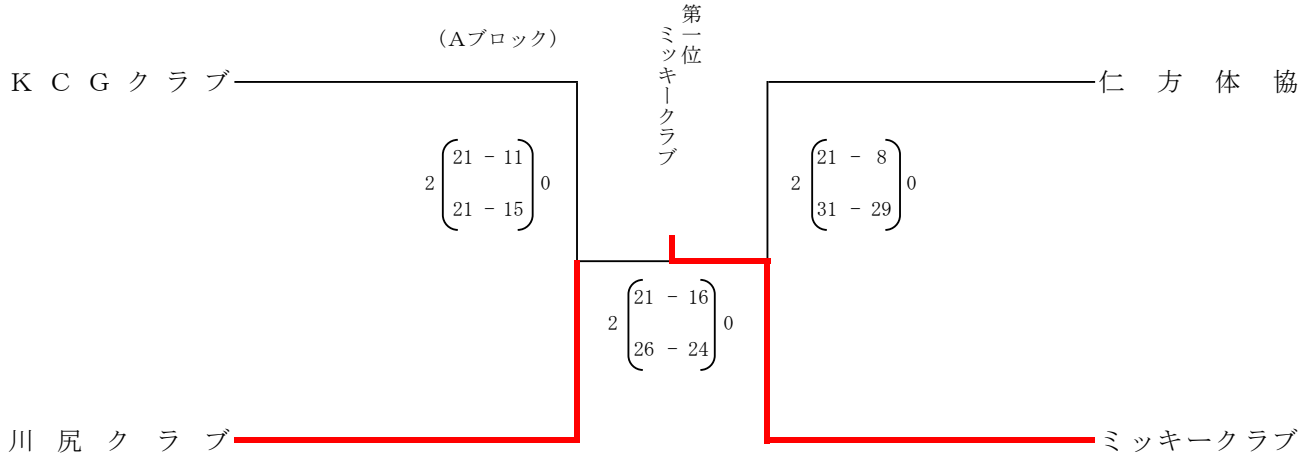 (Aブロック)
第一位
ミッキークラブ
KCGクラブ
仁方体協
21 - 11
2 0
21 - 15
21 - 8
2 0
31 - 29
21 - 16
2 0
26 - 24
川尻クラブ
ミッキークラブ